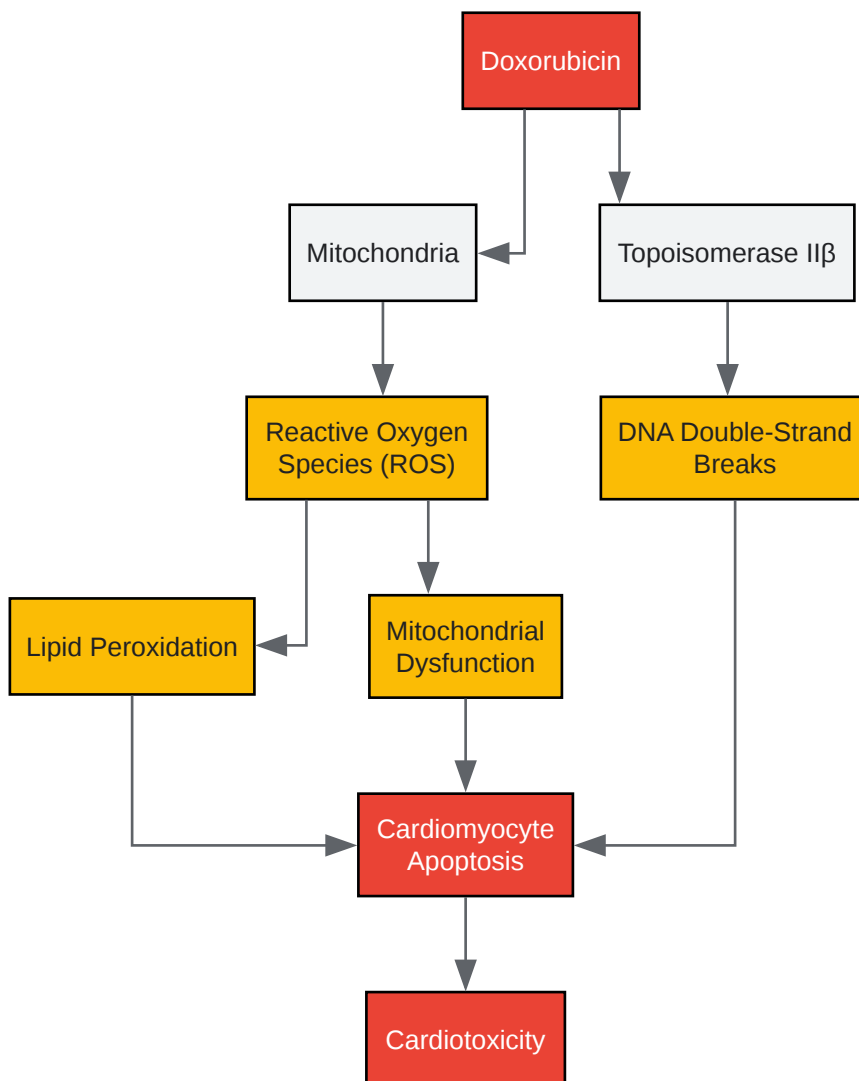 Doxorubicin
Mitochondria
Topoisomerase IIβ
Reactive Oxygen
Species (ROS)
DNA Double-Strand
Breaks
Lipid Peroxidation
Mitochondrial
Dysfunction
Cardiomyocyte
Apoptosis
Cardiotoxicity